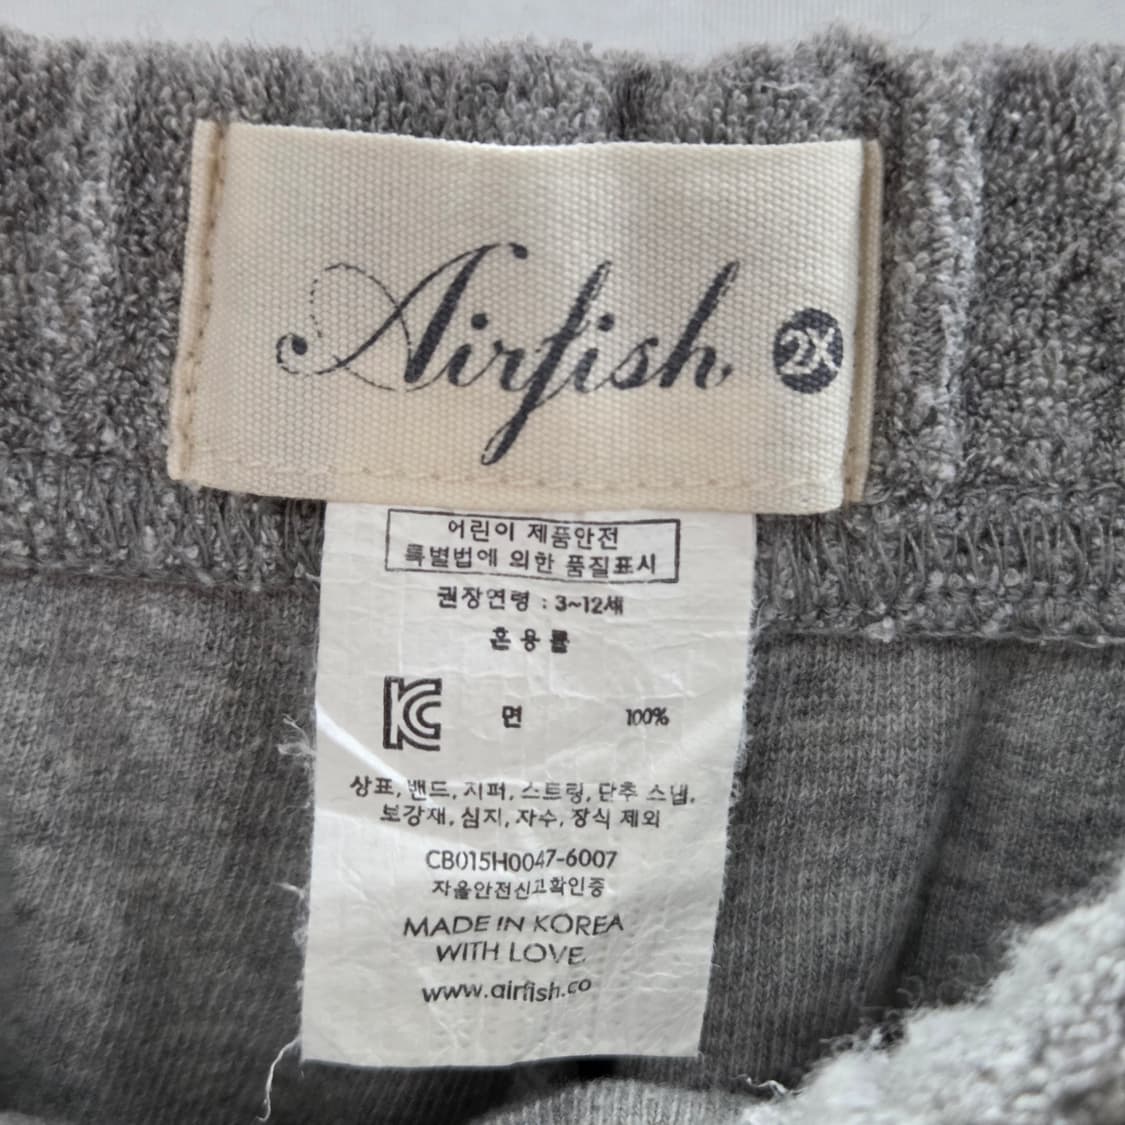 Airfish 2X
어린이 제품안전
특별법에 의한 품질표시
권장연령 : 3~12세
혼용률
KC 면 100%
상표, 밴드, 지퍼, 스트링, 단추 스냅,
보강재, 심지, 자수, 장식 제외
CB015H0047-6007
자율안전신고확인증
MADE IN KOREA
WITH LOVE
www.airfish.co